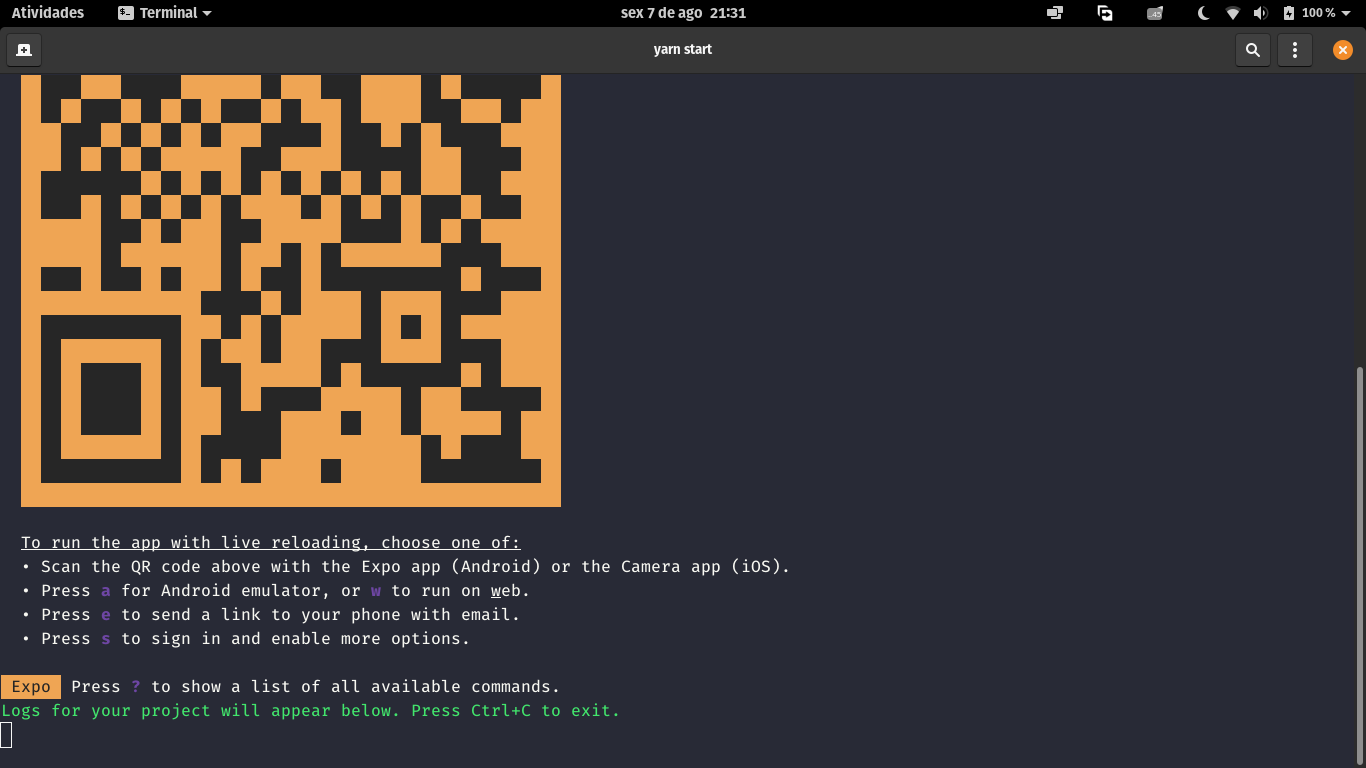 Atividades Terminal sex 7 de ago 21:31 .45 100 %
yarn start
To run the app with live reloading, choose one of:
• Scan the QR code above with the Expo app (Android) or the Camera app (iOS).
• Press a for Android emulator, or w to run on web.
• Press e to send a link to your phone with email.
• Press s to sign in and enable more options.
Expo Press ? to show a list of all available commands.
Logs for your project will appear below. Press Ctrl+C to exit.